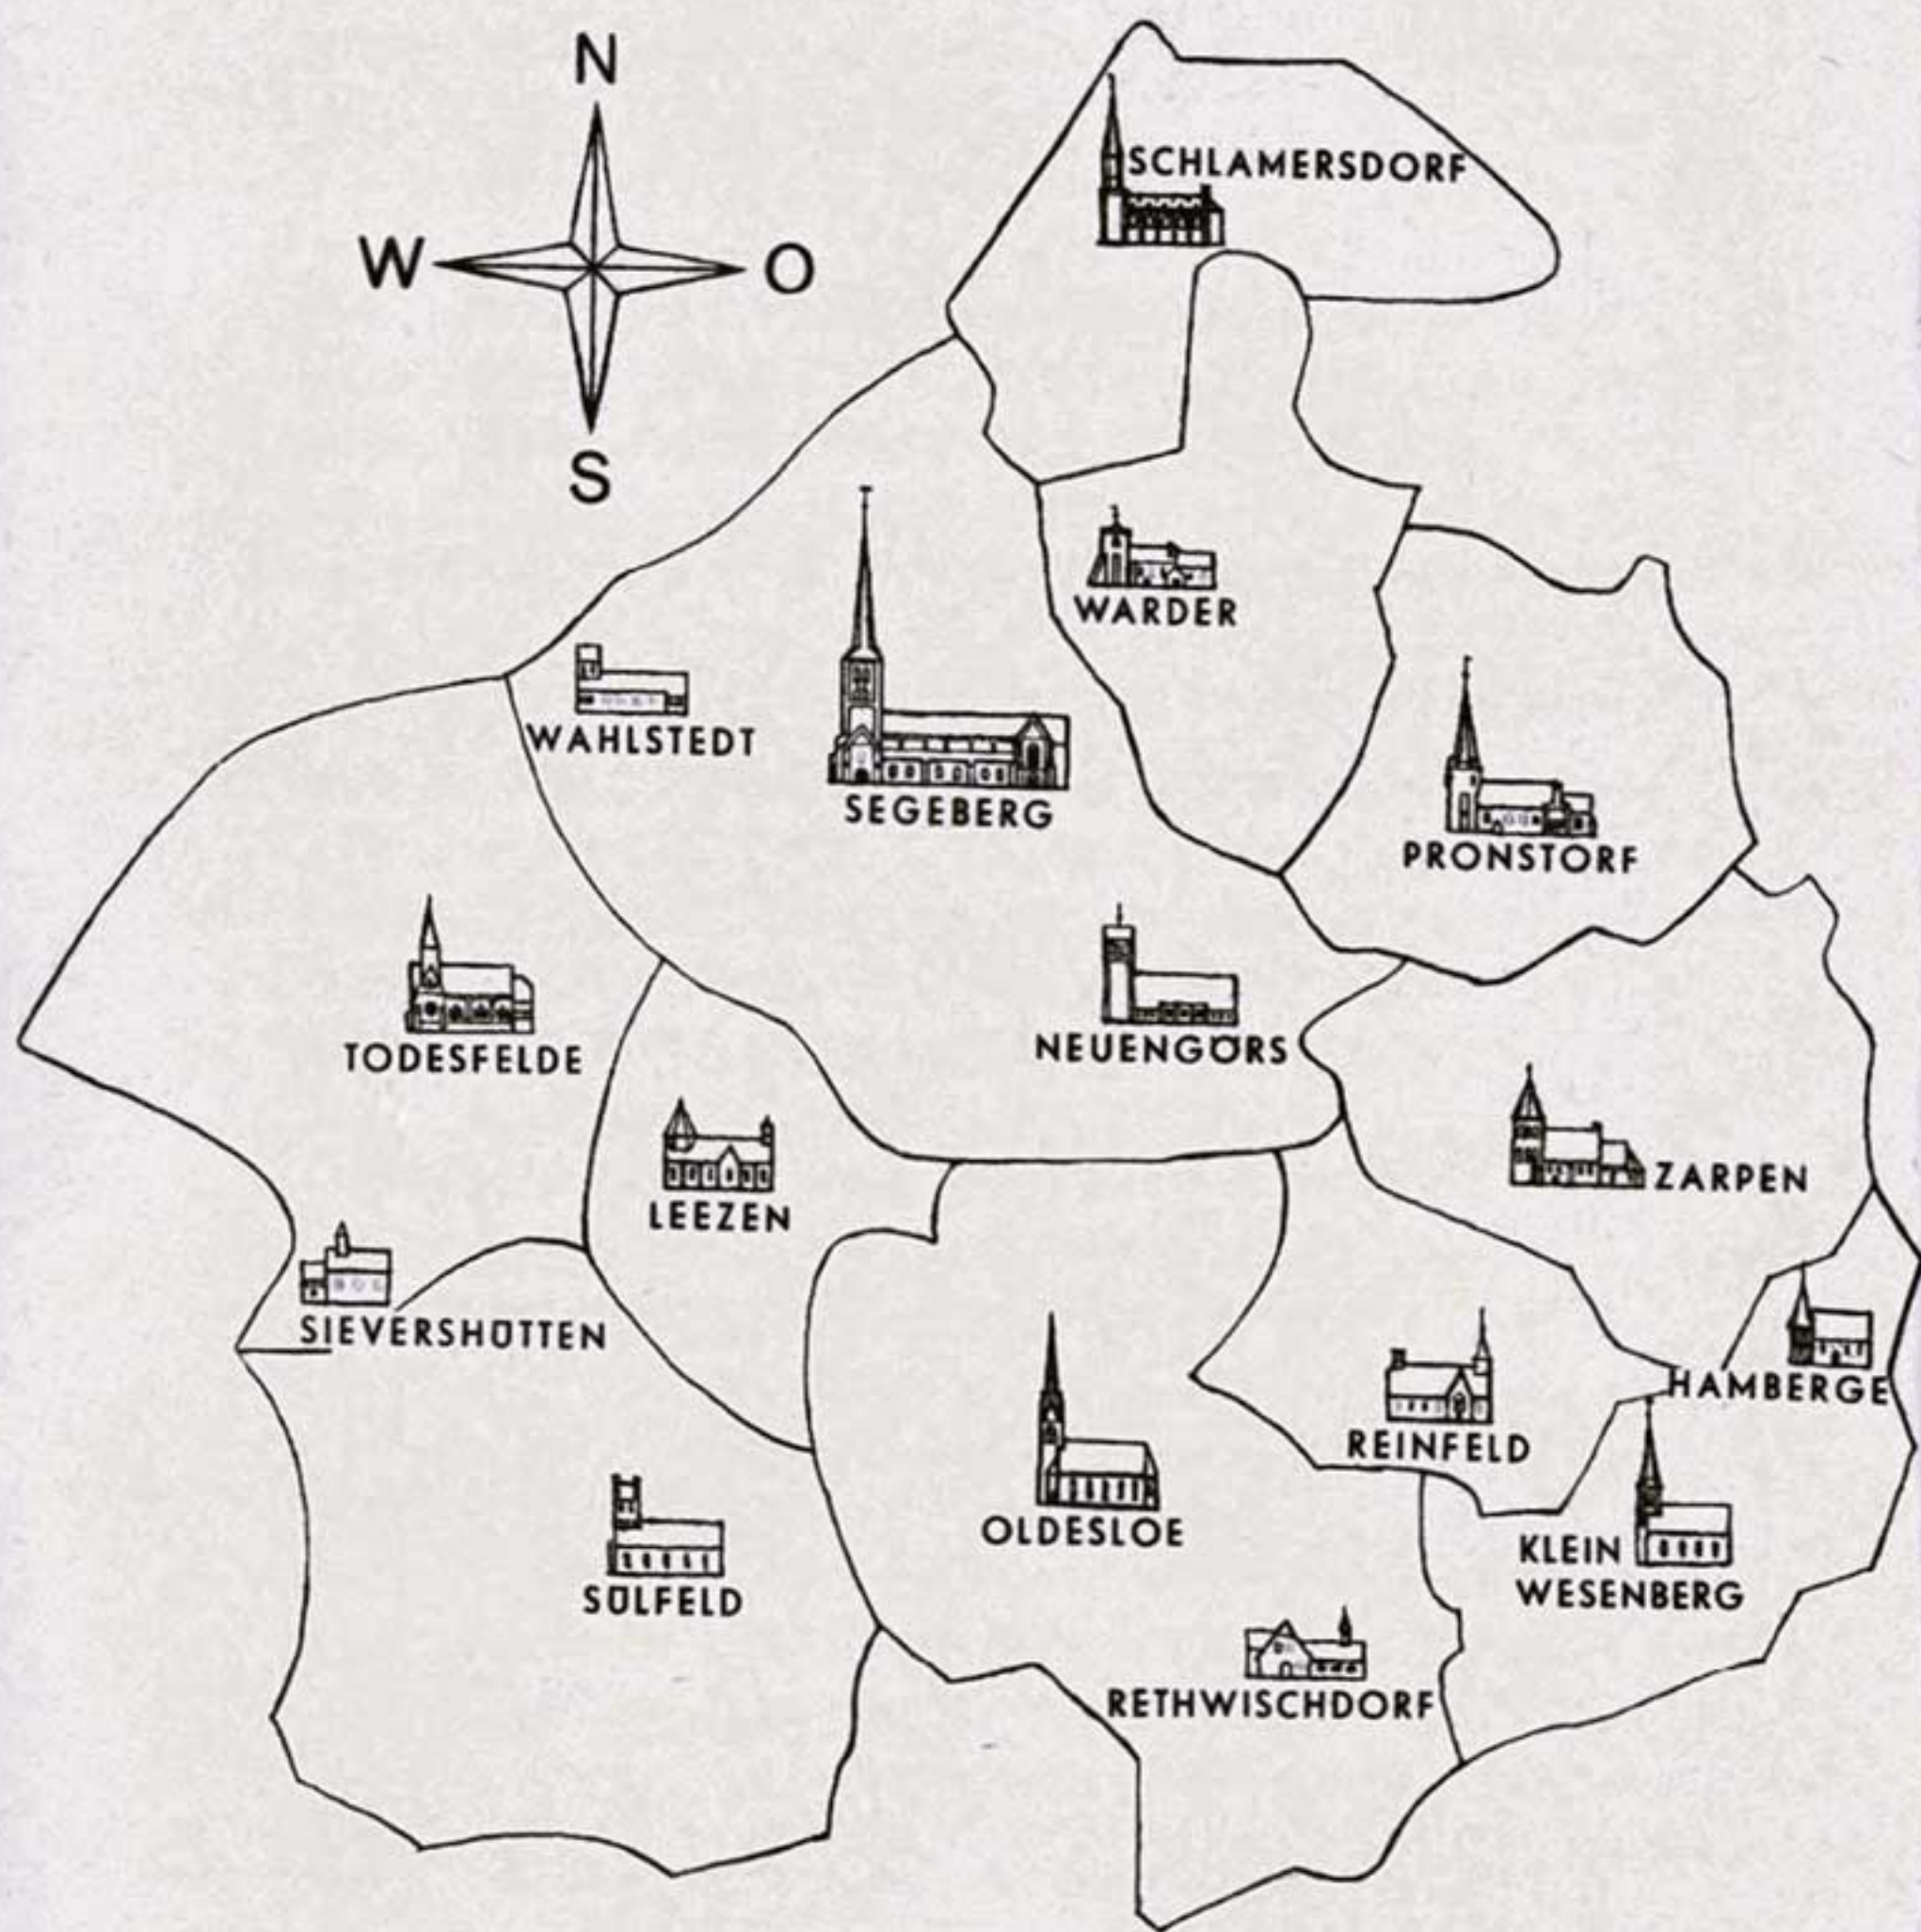 N
W
O
S
SCHLAMERSDORF
WARDER
WAHLSTEDT
SEGEBERG
PRONSTORF
TODESFELDE
NEUENGÖRS
LEEZEN
ZARPEN
SIEVERSHÜTTEN
HAMBERGE
REINFELD
OLDESLOE
KLEIN
WESENBERG
SÜLFELD
RETHWISCHDORF